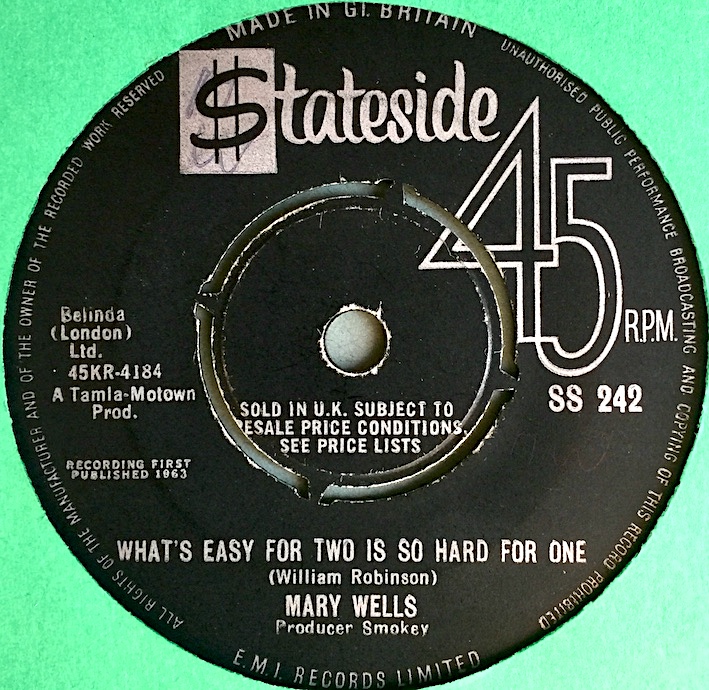 MADE IN GT. BRITAIN
$tateside
45
R.P.M.
SS 242
Belinda
(London)
Ltd.
45KR-4184
A Tamla-Motown
Prod.
RECORDING FIRST
PUBLISHED 1963
SOLD IN U.K. SUBJECT TO
RESALE PRICE CONDITIONS,
SEE PRICE LISTS
WHAT'S EASY FOR TWO IS SO HARD FOR ONE
(William Robinson)
MARY WELLS
Producer Smokey
E.M.I. RECORDS LIMITED
ALL RIGHTS OF THE MANUFACTURER AND OF THE OWNER OF THE RECORDED WORK RESERVED
UNAUTHORISED PUBLIC PERFORMANCE BROADCASTING AND COPYING OF THIS RECORD PROHIBITED